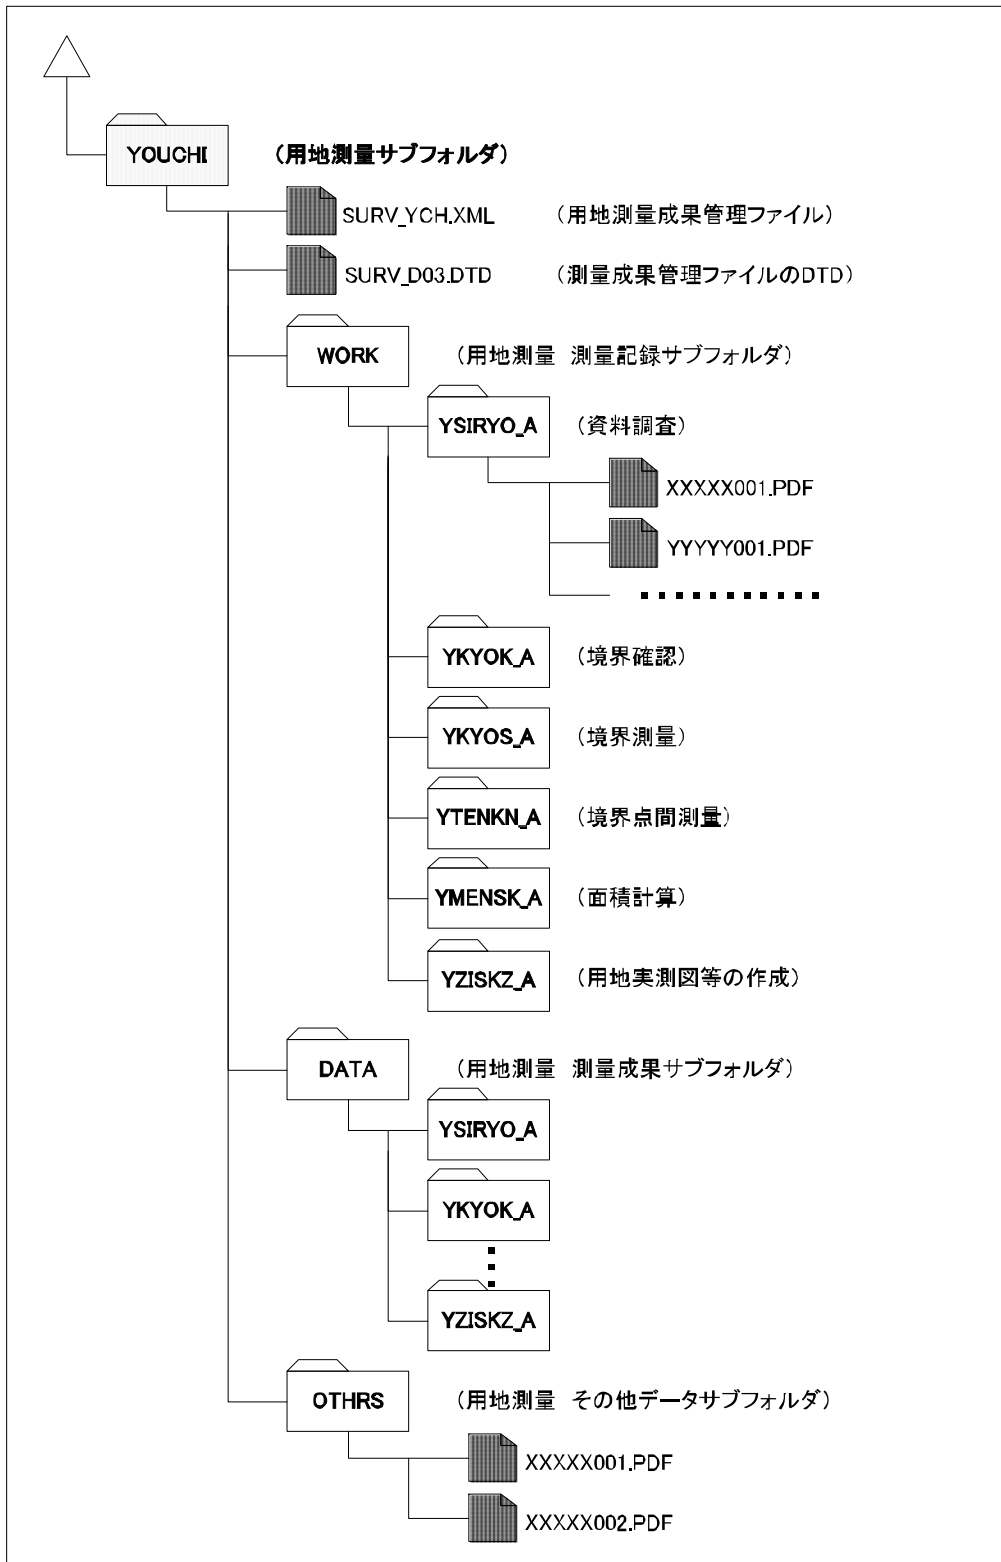 YOUCHI （用地測量サブフォルダ）
SURV_YCH.XML （用地測量成果管理ファイル）
SURV_D03.DTD （測量成果管理ファイルのDTD）
WORK （用地測量 測量記録サブフォルダ）
YSIRYO_A （資料調査）
XXXXX001.PDF
YYYYY001.PDF
YKYOK_A （境界確認）
YKYOS_A （境界測量）
YTENKN_A （境界点間測量）
YMENSK_A （面積計算）
YZISKZ_A （用地実測図等の作成）
DATA （用地測量 測量成果サブフォルダ）
YSIRYO_A
YKYOK_A
YZISKZ_A
OTHRS （用地測量 その他データサブフォルダ）
XXXXX001.PDF
XXXXX002.PDF